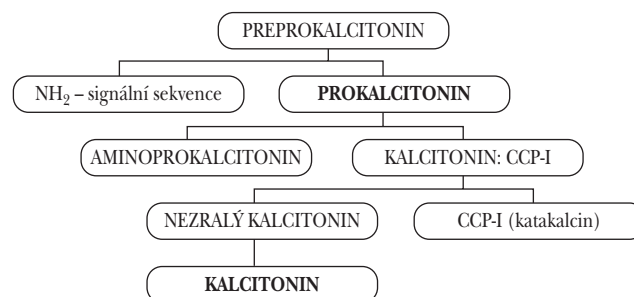 PREPROKALCITONIN
NH₂ – signální sekvence
PROKALCITONIN
AMINOPROKALCITONIN
KALCITONIN: CCP-I
NEZRALÝ KALCITONIN
CCP-I (katakalcin)
KALCITONIN